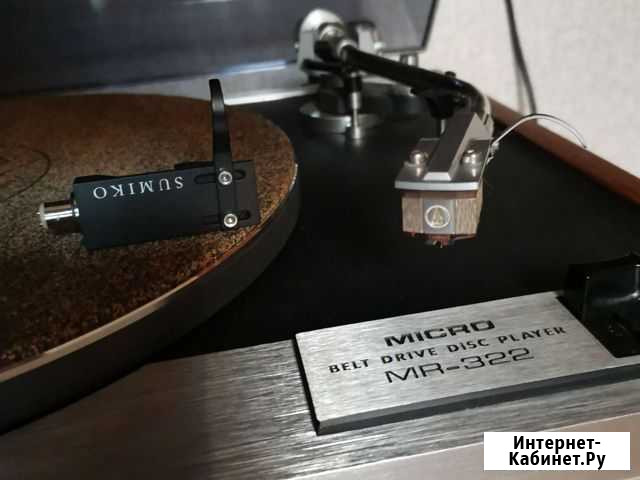 SUMIKO
MICRO
BELT DRIVE DISC PLAYER
MR-322
Интернет-
Кабинет.Ру